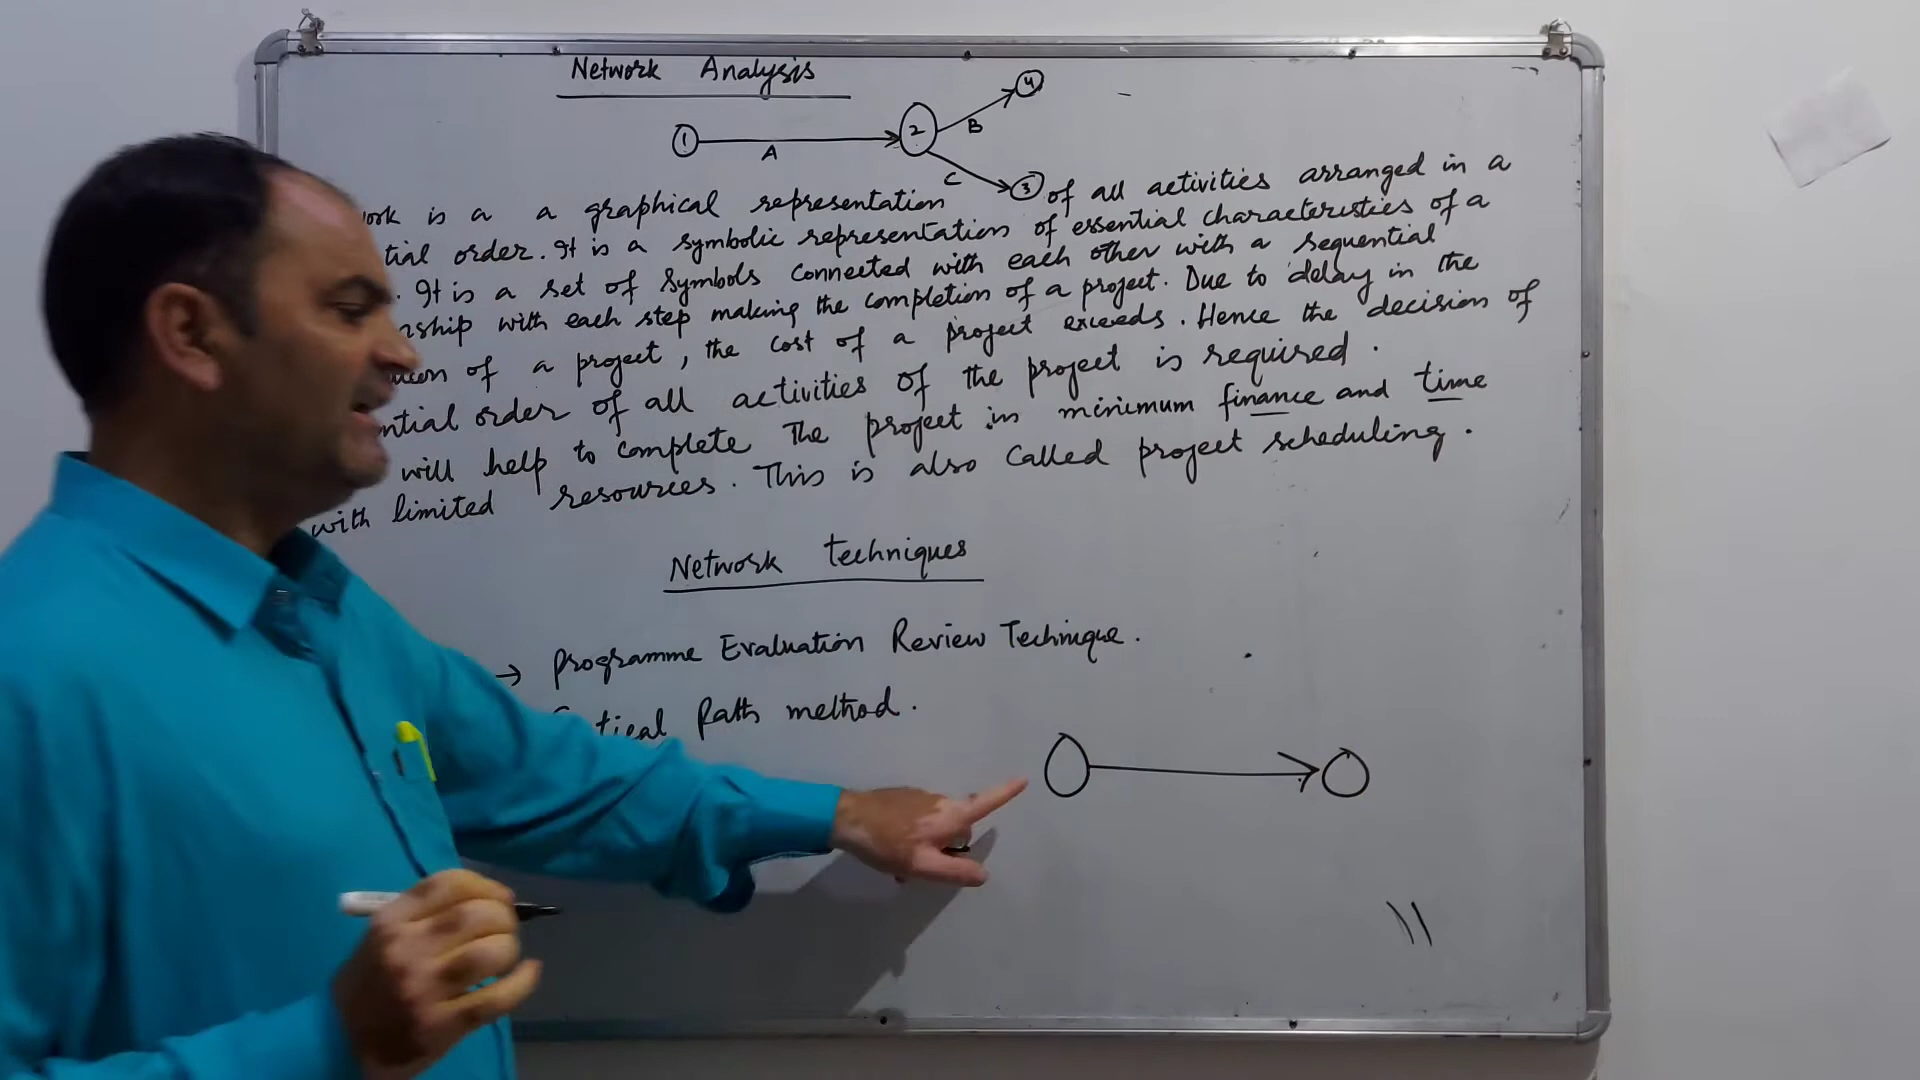 Network Analysis
1 A 2 B 4
C 3
is a a graphical representation of all activities arranged in a
order. It is a symbolic representation of essential characteristics of a
. It is a set of symbols connected with each other with a sequential
with each step making the completion of a project. Due to delay in the
of a project, the cost of a project exceeds. Hence the decision of
order of all activities of the project is required.
will help to complete the project in minimum finance and time
with limited resources. This is also called project scheduling.
Network techniques
→ Programme Evaluation Review Technique.
Path method.